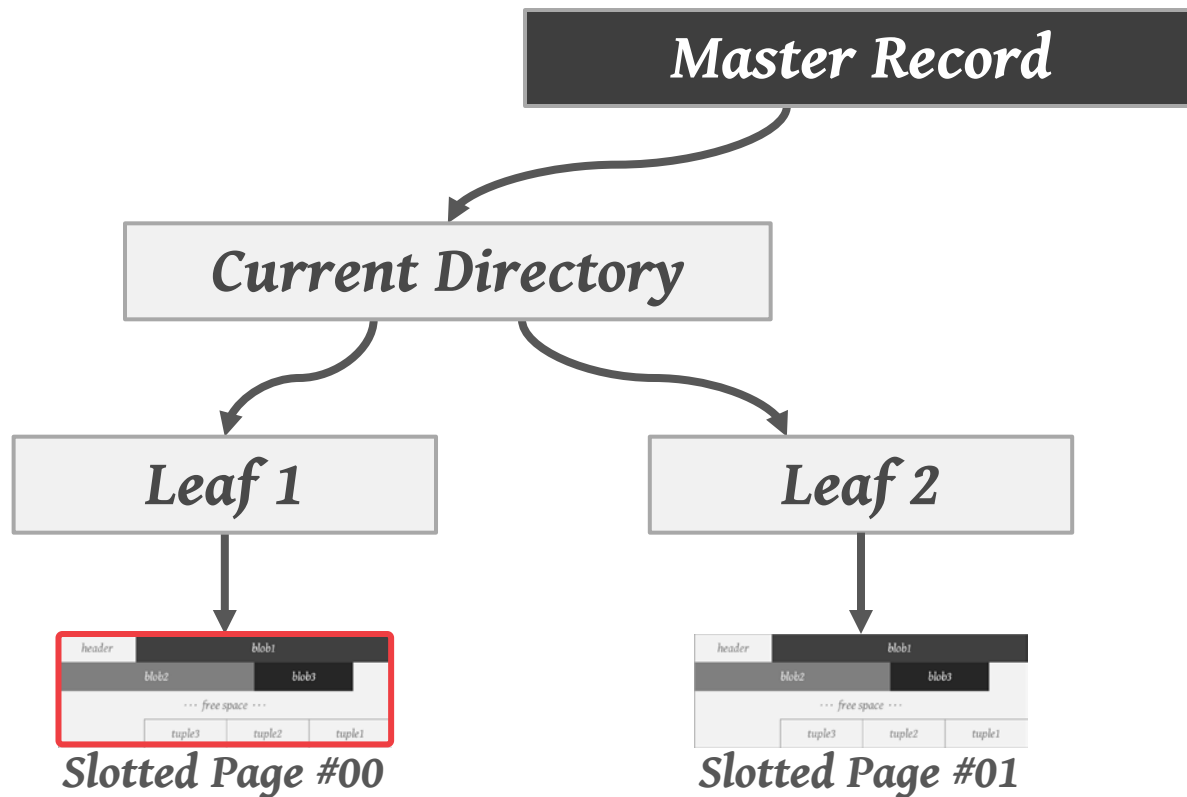 Master Record
Current Directory
Leaf 1
Leaf 2
header
blob1
blob2
blob3
··· free space ···
tuple3
tuple2
tuple1
Slotted Page #00
header
blob1
blob2
blob3
··· free space ···
tuple3
tuple2
tuple1
Slotted Page #01